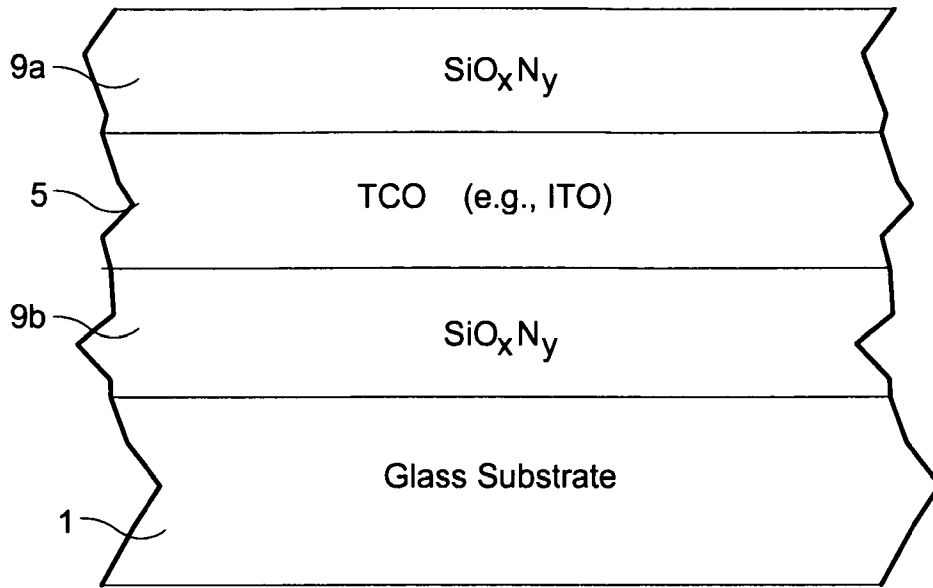 9a
SiOxNy
5
TCO (e.g., ITO)
9b
SiOxNy
Glass Substrate
1